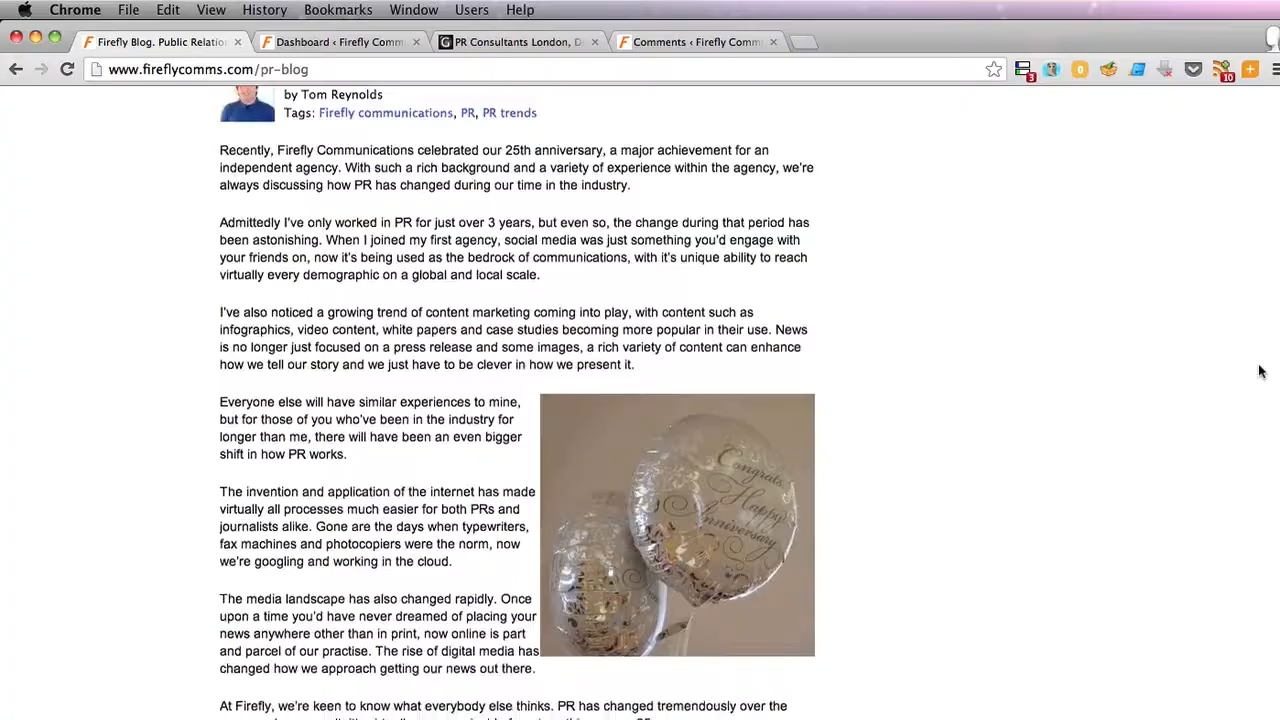 Chrome File Edit View History Bookmarks Window Users Help
Firefly Blog. Public Relatio Dashboard ‹ Firefly Comm PR Consultants London, D Comments ‹ Firefly Comm
www.fireflycomms.com/pr-blog
3 0 10
by Tom Reynolds
Tags: Firefly communications, PR, PR trends
Recently, Firefly Communications celebrated our 25th anniversary, a major achievement for an
independent agency. With such a rich background and a variety of experience within the agency, we're
always discussing how PR has changed during our time in the industry.
Admittedly I've only worked in PR for just over 3 years, but even so, the change during that period has
been astonishing. When I joined my first agency, social media was just something you'd engage with
your friends on, now it's being used as the bedrock of communications, with it's unique ability to reach
virtually every demographic on a global and local scale.
I've also noticed a growing trend of content marketing coming into play, with content such as
infographics, video content, white papers and case studies becoming more popular in their use. News
is no longer just focused on a press release and some images, a rich variety of content can enhance
how we tell our story and we just have to be clever in how we present it.
Everyone else will have similar experiences to mine,
but for those of you who've been in the industry for
longer than me, there will have been an even bigger
shift in how PR works.
Congrats
Happy
Anniversary
The invention and application of the internet has made
virtually all processes much easier for both PRs and
journalists alike. Gone are the days when typewriters,
fax machines and photocopiers were the norm, now
we're googling and working in the cloud.
The media landscape has also changed rapidly. Once
upon a time you'd have never dreamed of placing your
news anywhere other than in print, now online is part
and parcel of our practise. The rise of digital media has
changed how we approach getting our news out there.
At Firefly, we're keen to know what everybody else thinks. PR has changed tremendously over the